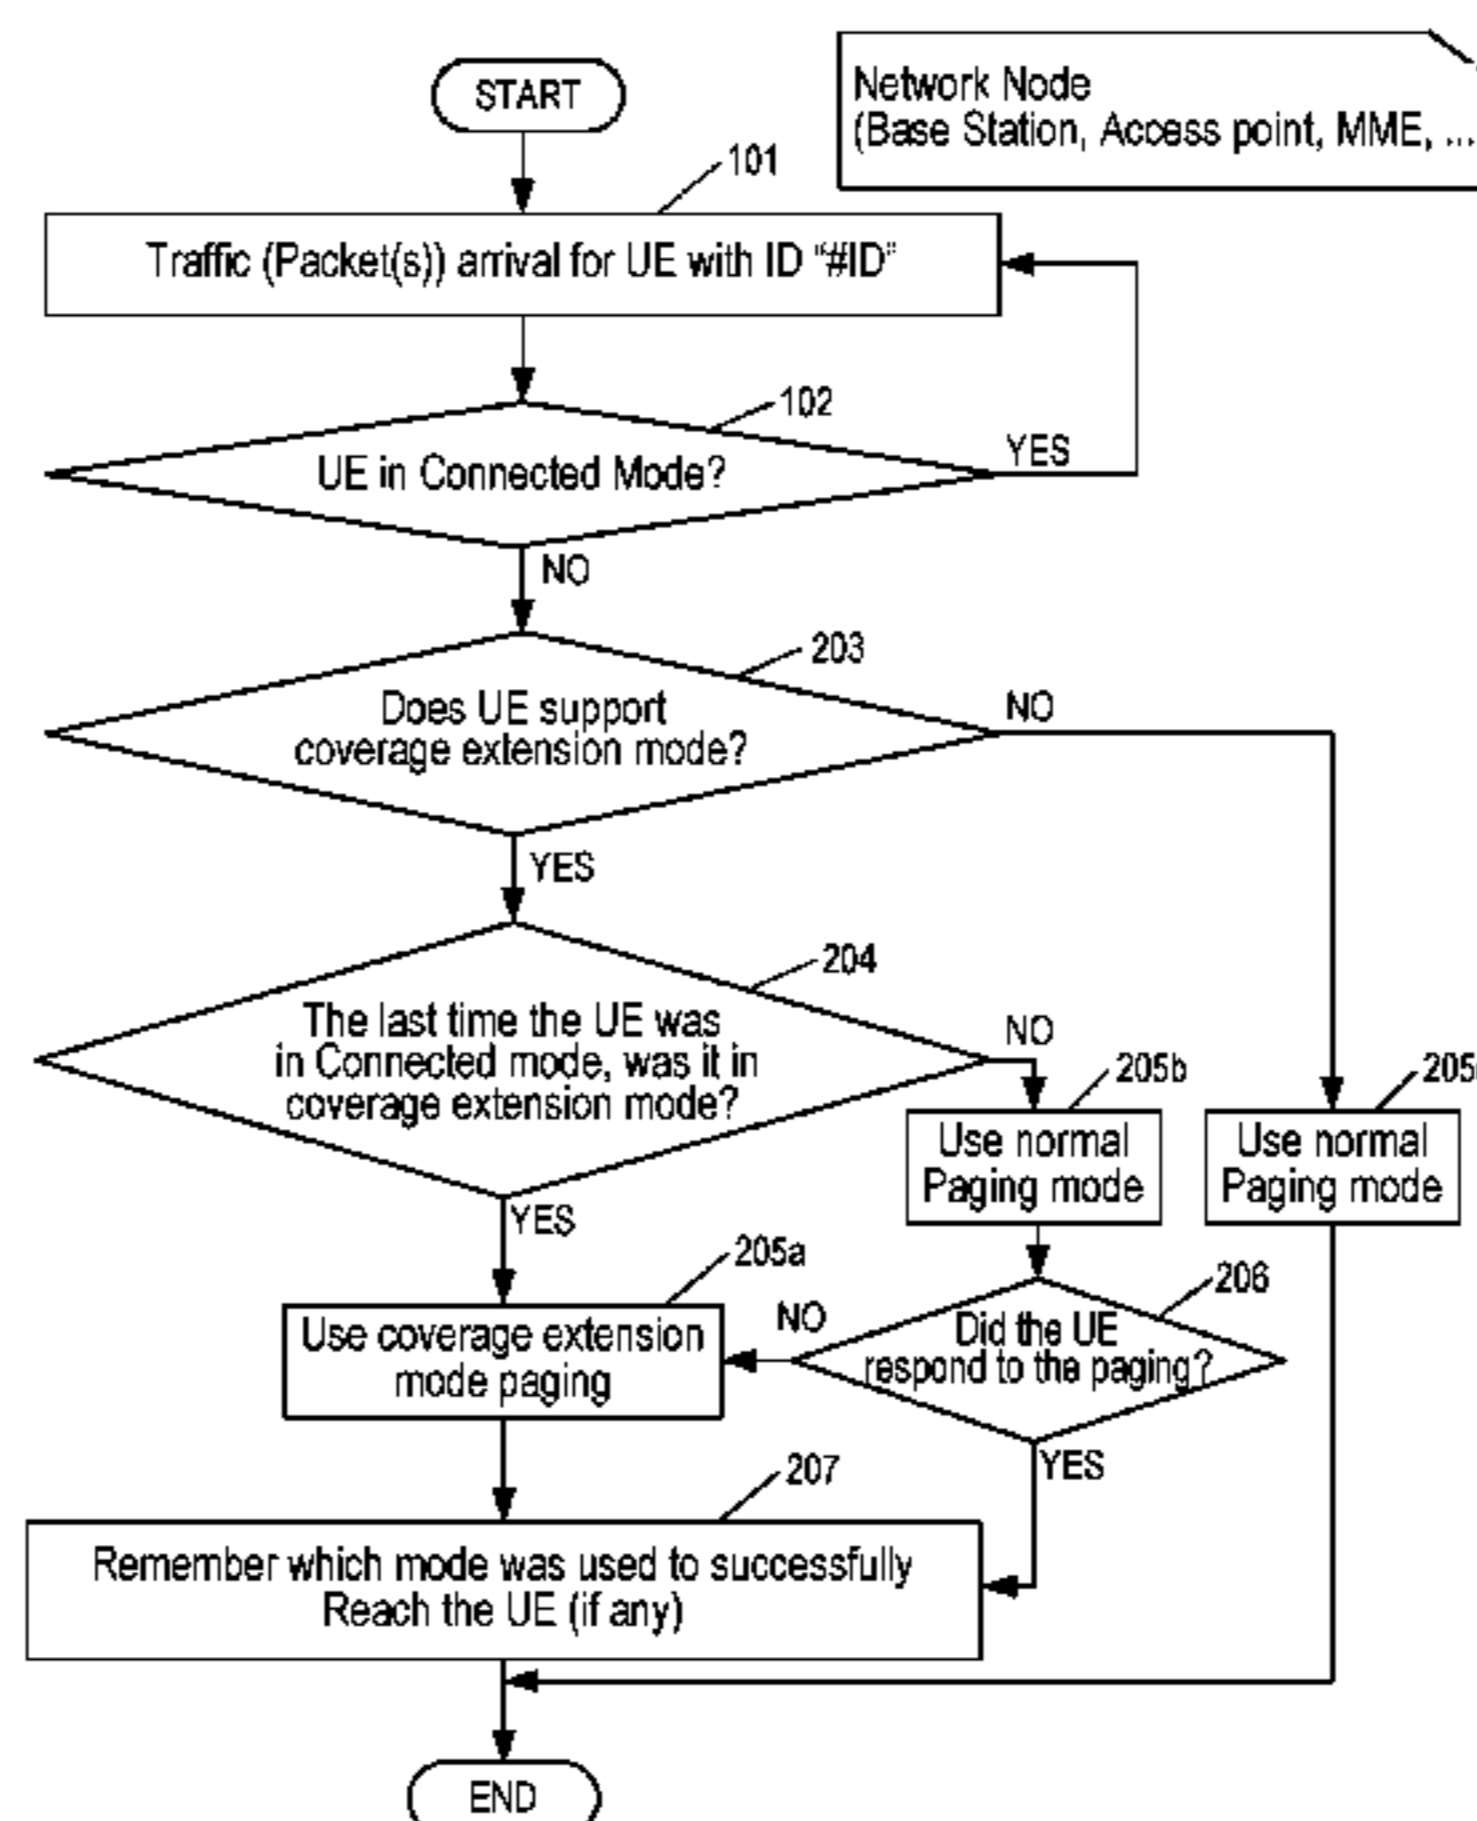 START
Network Node
(Base Station, Access point, MME, ...
101
Traffic (Packet(s)) arrival for UE with ID “#ID”
102
UE in Connected Mode?
YES
NO
203
Does UE support
coverage extension mode?
NO
YES
204
The last time the UE was
in Connected mode, was it in
coverage extension mode?
NO
YES
205b
Use normal
Paging mode
205
Use normal
Paging mode
205a
Use coverage extension
mode paging
206
Did the UE
respond to the paging?
NO
YES
207
Remember which mode was used to successfully
Reach the UE (if any)
END